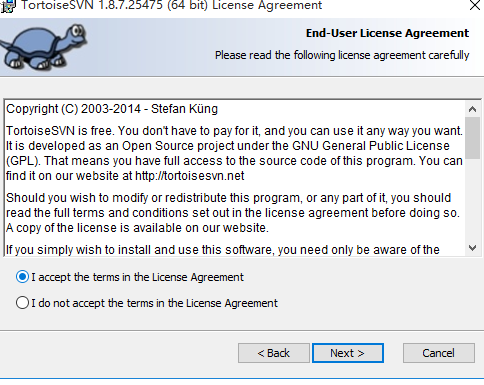 TortoiseSVN 1.8.7.25475 (64 bit) License Agreement
End-User License Agreement
Please read the following license agreement carefully
Copyright (C) 2003-2014 - Stefan Küng
TortoiseSVN is free. You don't have to pay for it, and you can use it any way you want.
It is developed as an Open Source project under the GNU General Public License
(GPL). That means you have full access to the source code of this program. You can
find it on our website at http://tortoisesvn.net
Should you wish to modify or redistribute this program, or any part of it, you should
read the full terms and conditions set out in the license agreement before doing so.
A copy of the license is available on our website.
If you simply wish to install and use this software, you need only be aware of the
I accept the terms in the License Agreement
I do not accept the terms in the License Agreement
< Back Next > Cancel